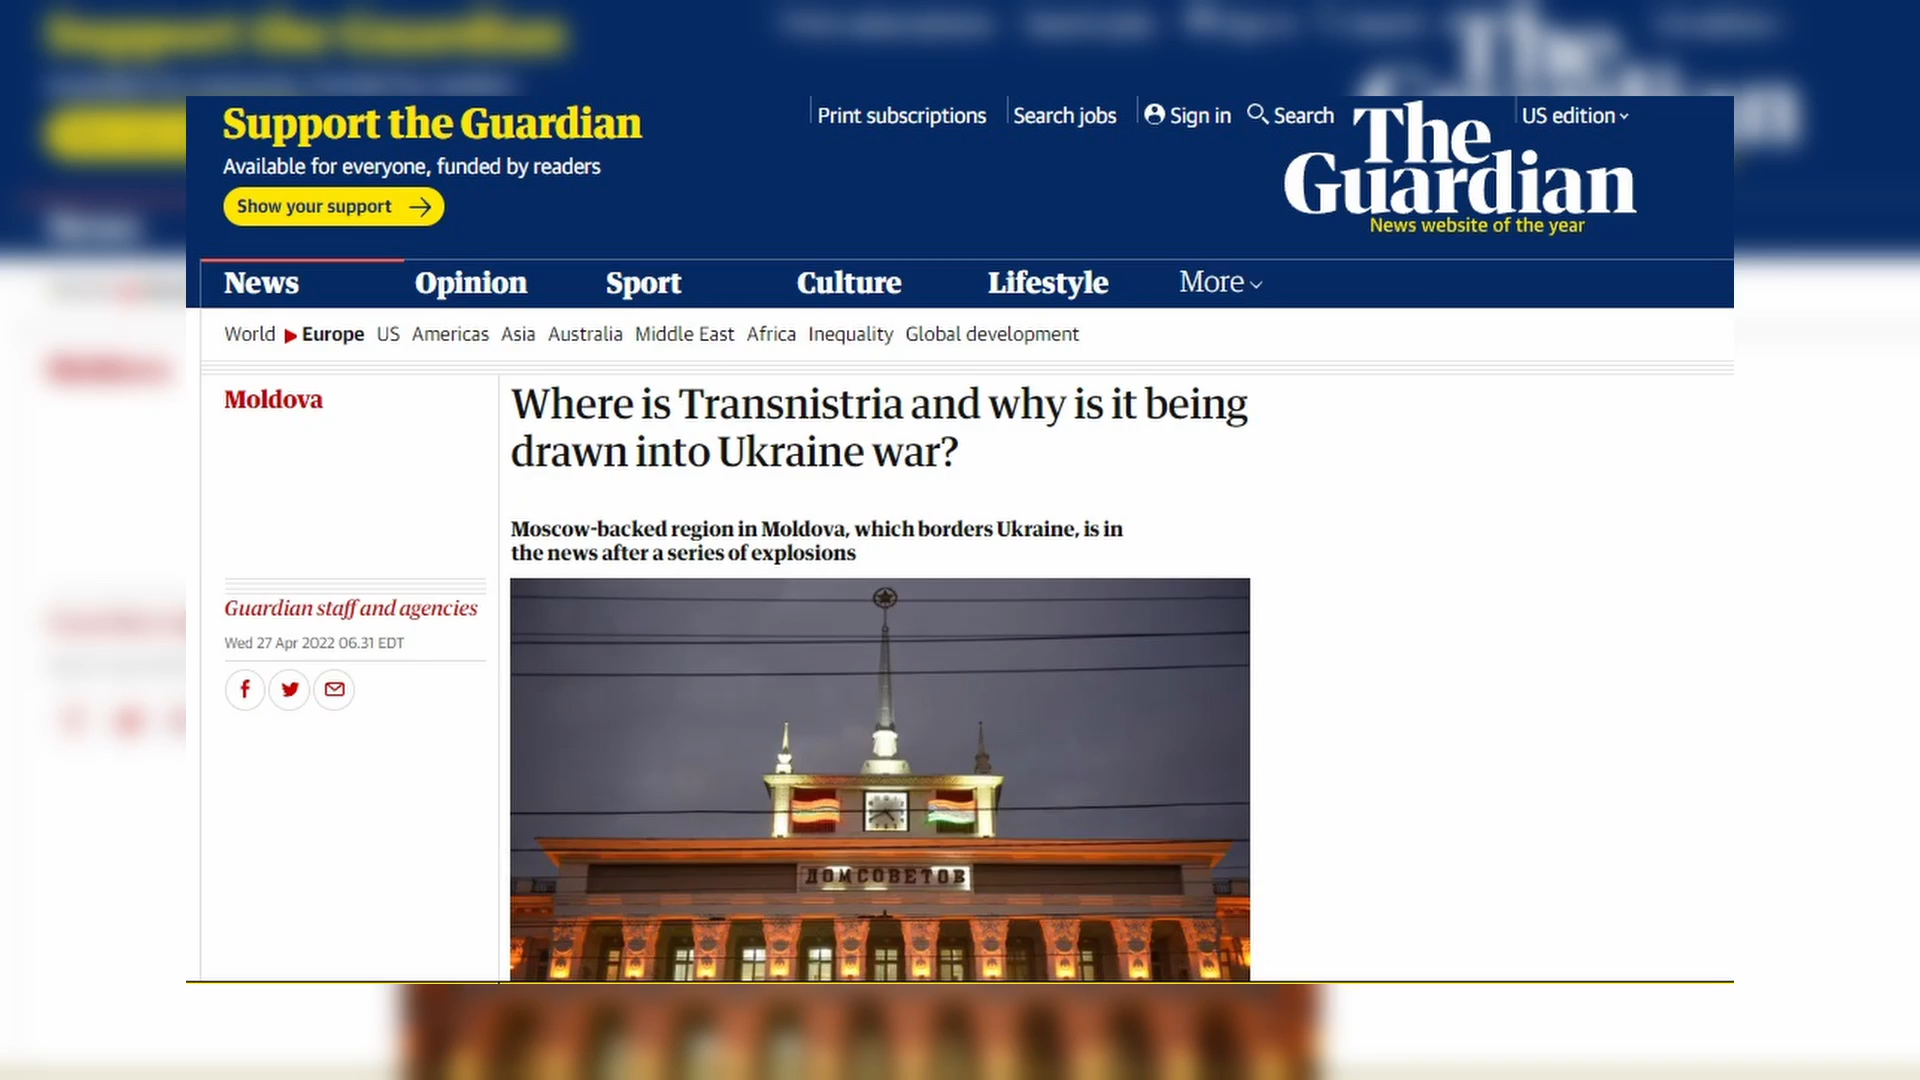 Support the Guardian
Available for everyone, funded by readers
Show your support
Print subscriptions
Search jobs
Sign in
Search
US edition
The
Guardian
News website of the year
News
Opinion
Sport
Culture
Lifestyle
More
World
Europe
US
Americas
Asia
Australia
Middle East
Africa
Inequality
Global development
Moldova
Where is Transnistria and why is it being
drawn into Ukraine war?
Moscow-backed region in Moldova, which borders Ukraine, is in
the news after a series of explosions
Guardian staff and agencies
Wed 27 Apr 2022 06.31 EDT
ДОМ СОВЕТОВ